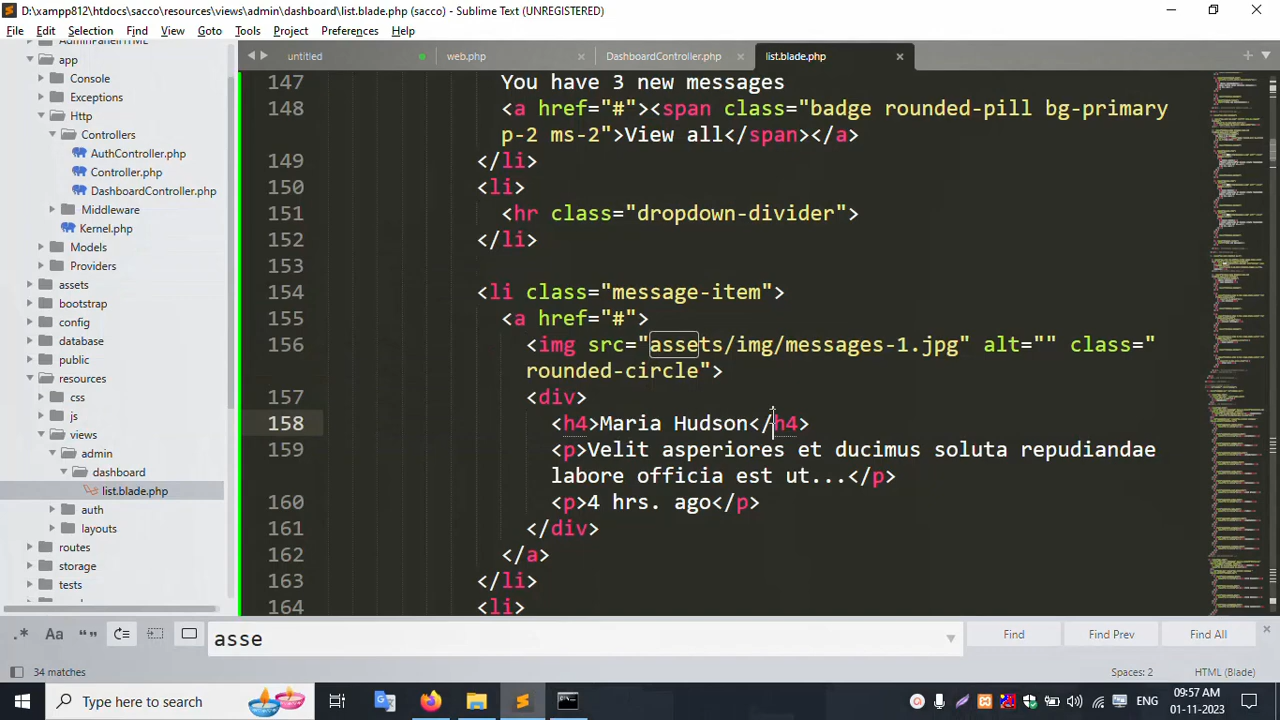 D:\xampp812\htdocs\sacco\resources\views\admin\dashboard\list.blade.php (sacco) - Sublime Text (UNREGISTERED)
File Edit Selection Find View Goto Tools Project Preferences Help
untitled web.php DashboardController.php list.blade.php
AdminPanelHTML
app
Console
Exceptions
Http
Controllers
AuthController.php
Controller.php
DashboardController.php
Middleware
Kernel.php
Models
Providers
assets
bootstrap
config
database
public
resources
css
js
views
admin
dashboard
list.blade.php
auth
layouts
routes
storage
tests
147 You have 3 new messages
148 <a href="#"><span class="badge rounded-pill bg-primary
p-2 ms-2">View all</span></a>
149 </li>
150 <li>
151 <hr class="dropdown-divider">
152 </li>
153
154 <li class="message-item">
155 <a href="#">
156 <img src="assets/img/messages-1.jpg" alt="" class="
rounded-circle">
157 <div>
158 <h4>Maria Hudson</h4>
159 <p>Velit asperiores et ducimus soluta repudiandae
labore officia est ut...</p>
160 <p>4 hrs. ago</p>
161 </div>
162 </a>
163 </li>
164 <li>
.* Aa “” asse Find Find Prev Find All
34 matches Spaces: 2 HTML (Blade)
Type here to search ENG 09:57 AM
01-11-2023